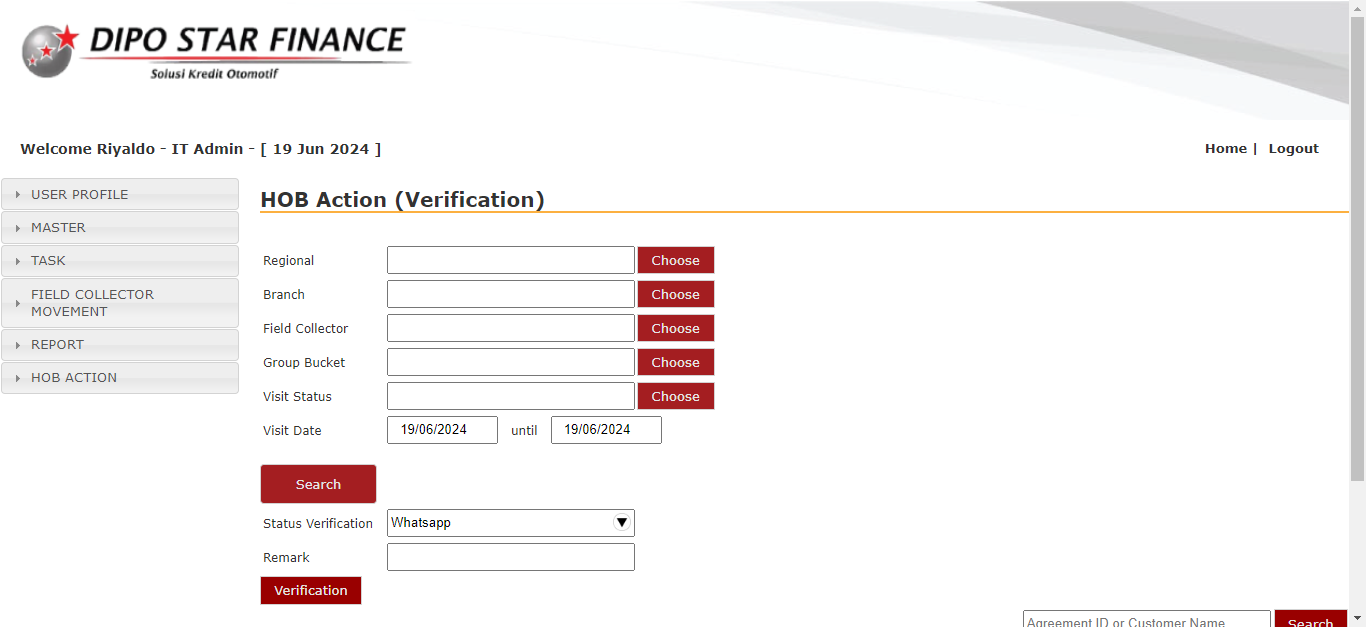 DIPO STAR FINANCE
Solusi Kredit Otomotif
Welcome Riyaldo - IT Admin - [ 19 Jun 2024 ]
Home | Logout
USER PROFILE
MASTER
TASK
FIELD COLLECTOR
MOVEMENT
REPORT
HOB ACTION
HOB Action (Verification)
Regional Choose
Branch Choose
Field Collector Choose
Group Bucket Choose
Visit Status Choose
Visit Date 19/06/2024 until 19/06/2024
Search
Status Verification Whatsapp
Remark
Verification
Agreement ID or Customer Name Search